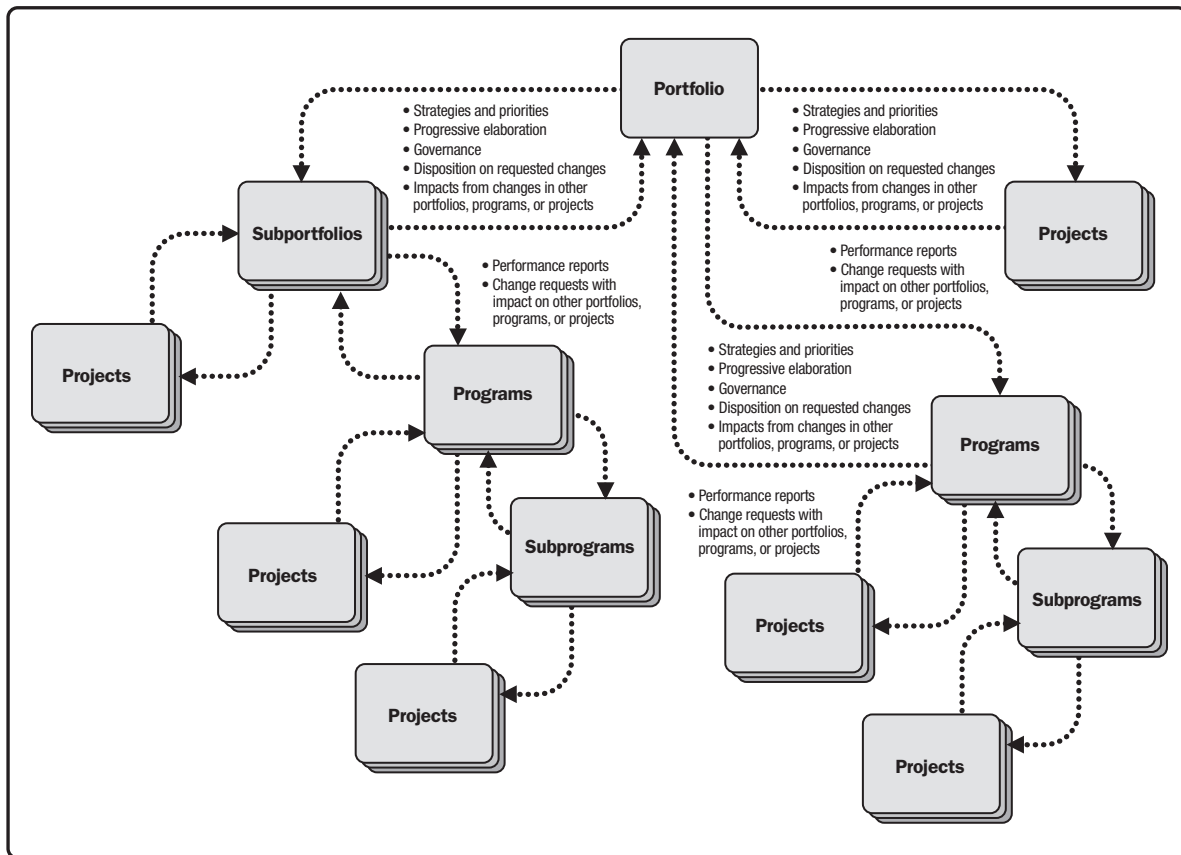 Portfolio
• Strategies and priorities
• Progressive elaboration
• Governance
• Disposition on requested changes
• Impacts from changes in other
portfolios, programs, or projects
• Strategies and priorities
• Progressive elaboration
• Governance
• Disposition on requested changes
• Impacts from changes in other
portfolios, programs, or projects
Subportfolios
Projects
• Performance reports
• Change requests with
impact on other portfolios,
programs, or projects
• Performance reports
• Change requests with
impact on other portfolios,
programs, or projects
Projects
Programs
• Strategies and priorities
• Progressive elaboration
• Governance
• Disposition on requested changes
• Impacts from changes in other
portfolios, programs, or projects
Programs
• Performance reports
• Change requests with
impact on other portfolios,
programs, or projects
Projects
Subprograms
Projects
Subprograms
Projects
Projects